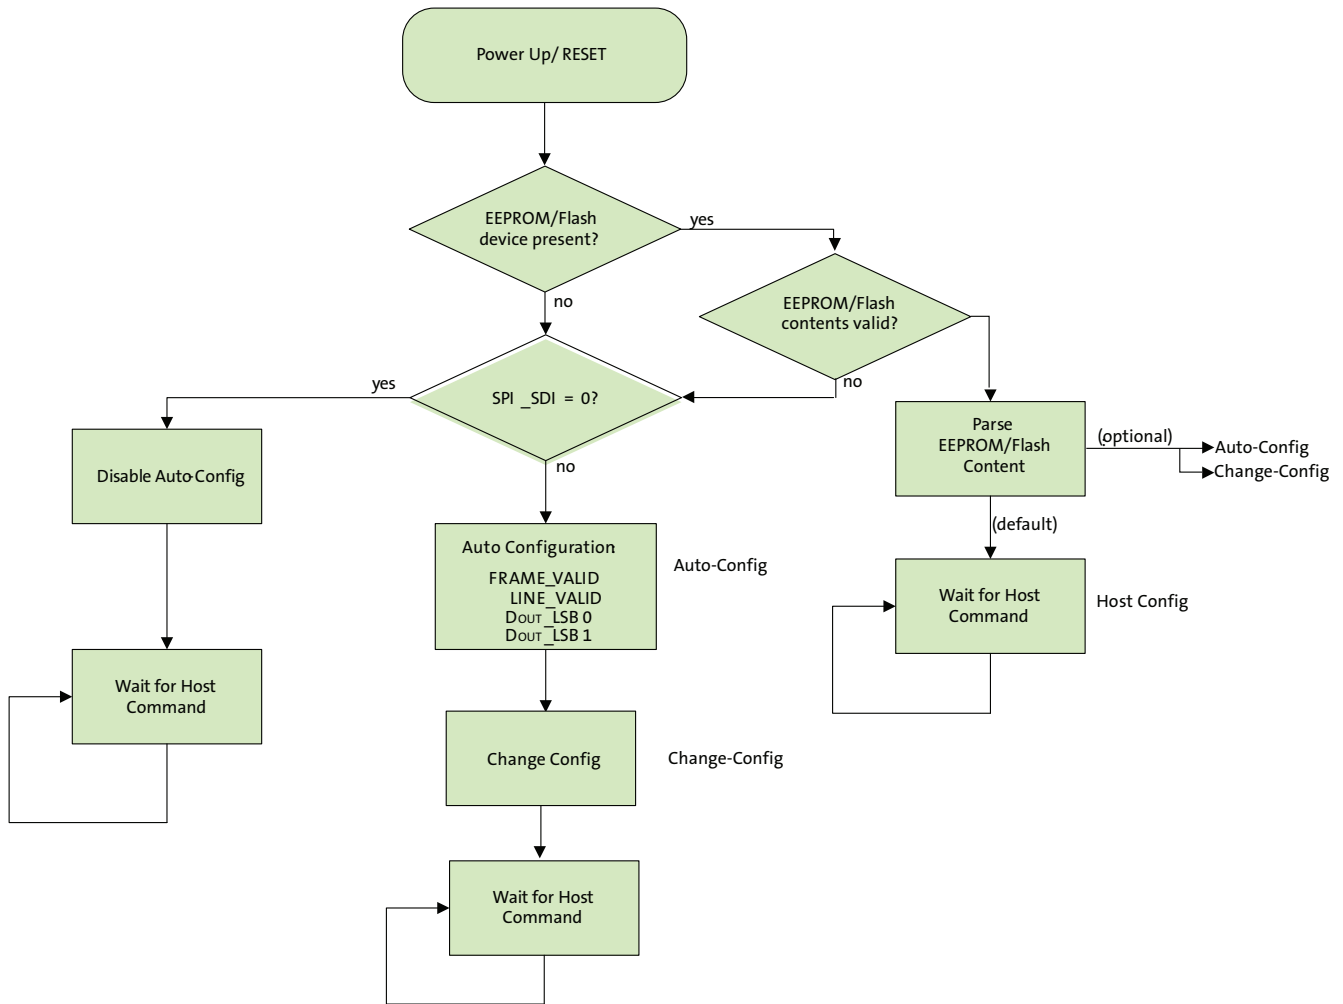 Power Up/ RESET
EEPROM/Flash
device present?
yes
no
EEPROM/Flash
contents valid?
no
SPI _SDI = 0?
yes
no
Parse
EEPROM/Flash
Content
(optional)
Auto-Config
Change-Config
(default)
Disable Auto-Config
Auto Configuration
FRAME_VALID
LINE_VALID
DOUT_LSB 0
DOUT_LSB 1
Auto-Config
Wait for Host
Command
Host Config
Wait for Host
Command
Change Config
Change-Config
Wait for Host
Command